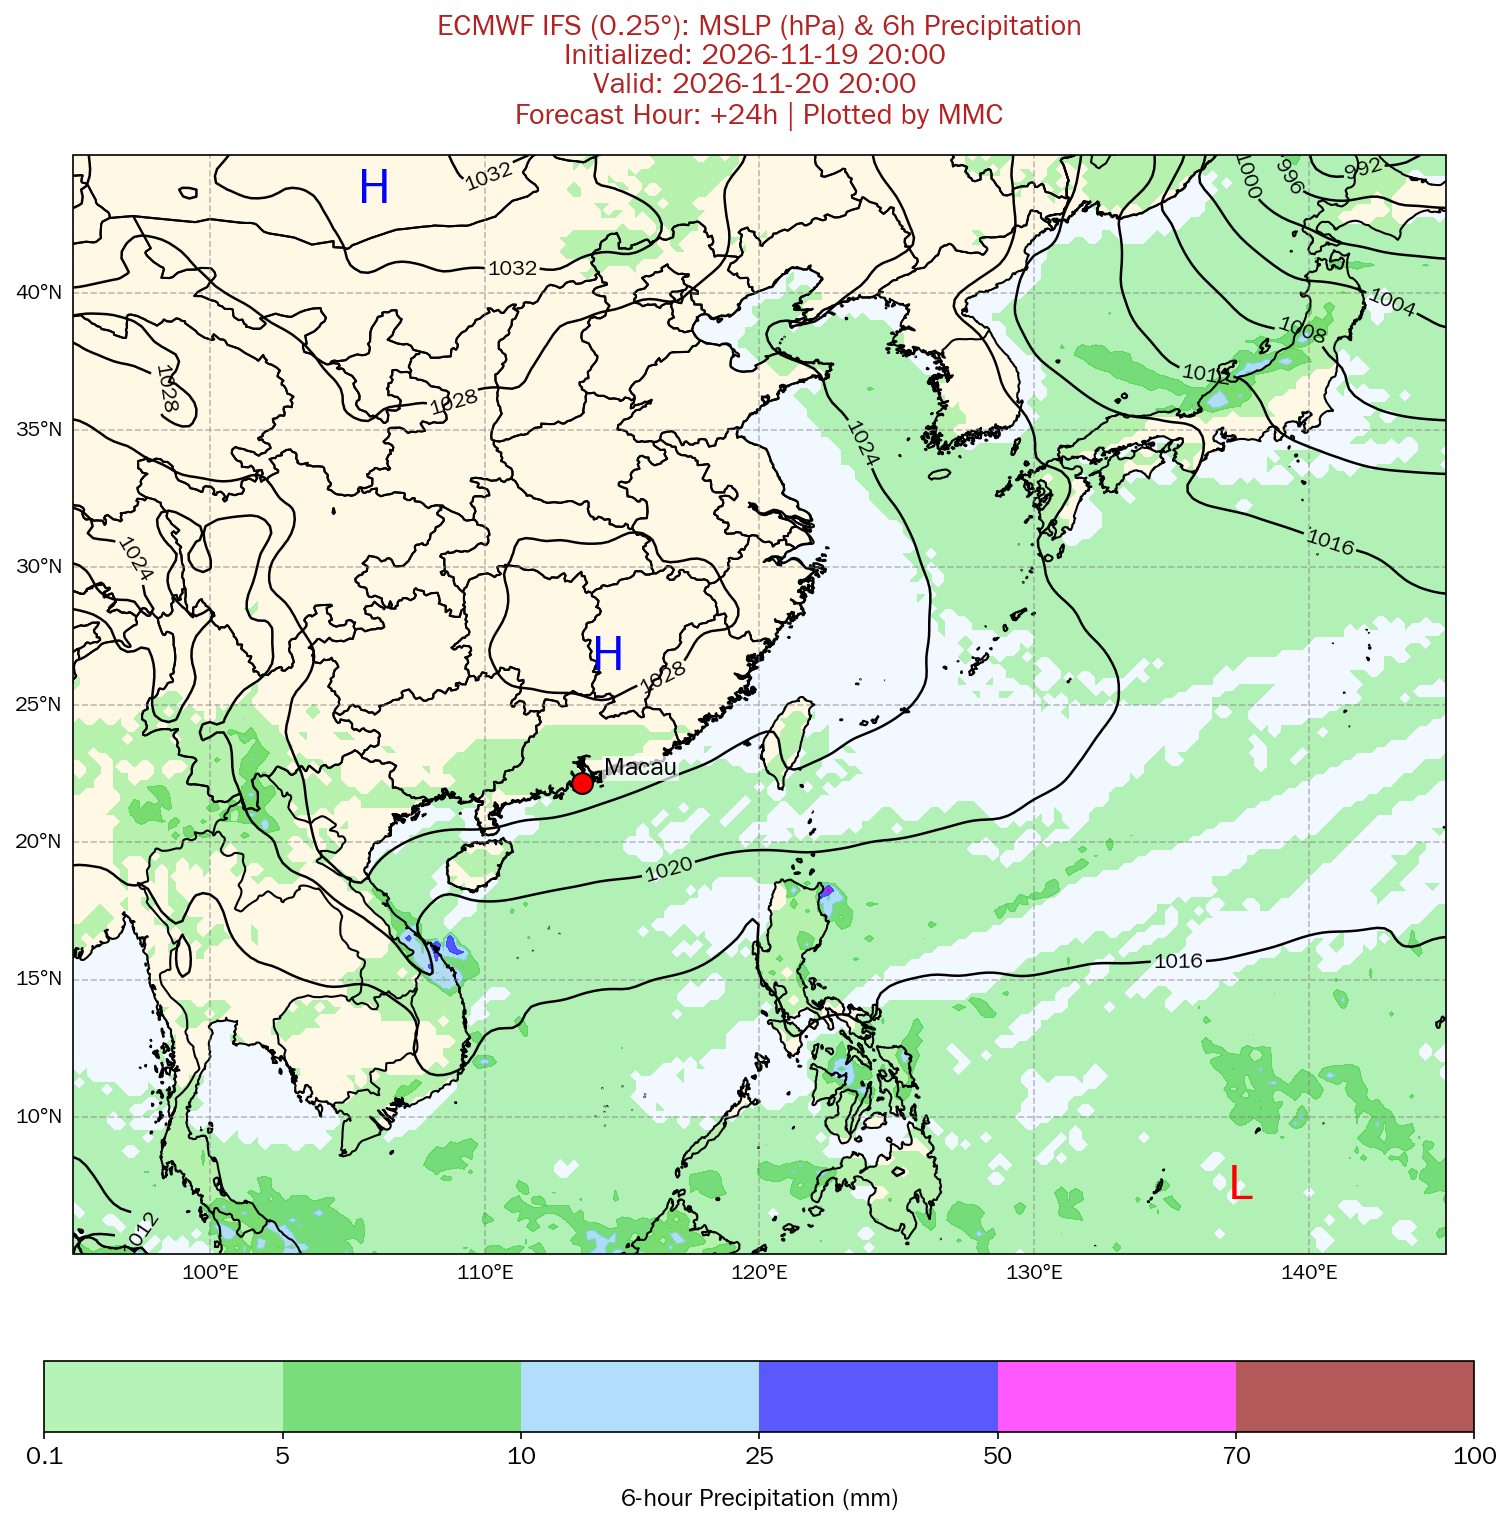 ECMWF IFS (0.25°): MSLP (hPa) & 6h Precipitation
Initialized: 2026-11-19 20:00
Valid: 2026-11-20 20:00
Forecast Hour: +24h | Plotted by MMC
1032
1000
996
992
H
1032
40°N
1004
1008
1028
1028
1012
35°N
1024
1024
1016
30°N
H
1028
25°N
Macau
20°N
1020
1016
15°N
10°N
L
1012
100°E
110°E
120°E
130°E
140°E
0.1
5
10
25
50
70
100
6-hour Precipitation (mm)